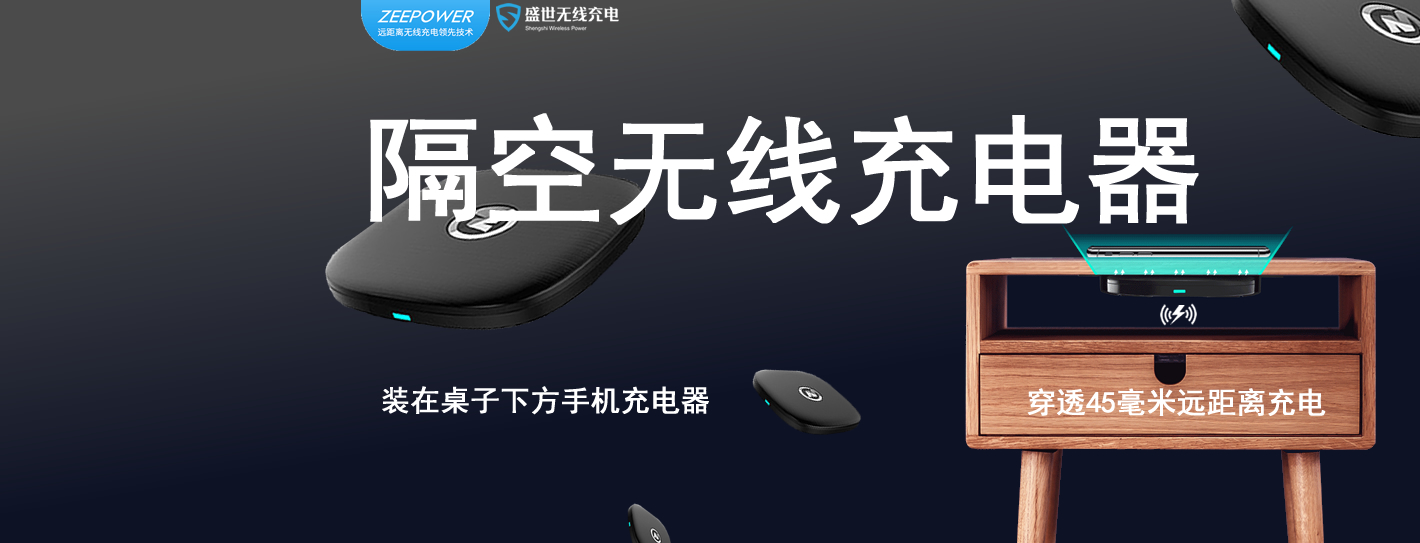 ZEEPOWER
远距离无线充电领先技术
盛世无线充电
Shengshi Wireless Power
隔空无线充电器
装在桌子下方手机充电器
穿透45毫米远距离充电